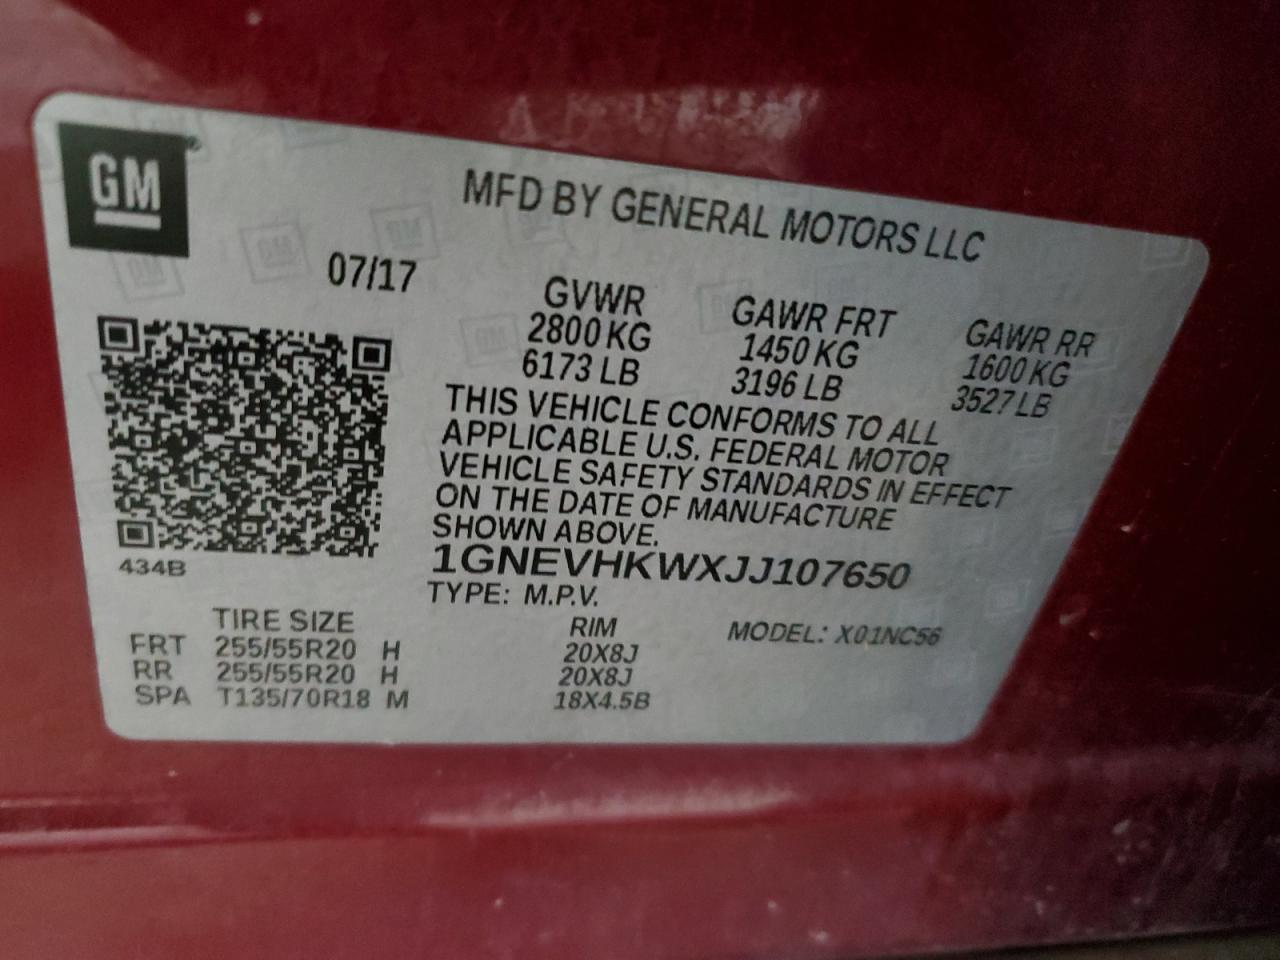 GM
MFD BY GENERAL MOTORS LLC
07/17
GVWR GAWR FRT GAWR RR
2800 KG 1450 KG 1600 KG
6173 LB 3196 LB 3527 LB
THIS VEHICLE CONFORMS TO ALL
APPLICABLE U.S. FEDERAL MOTOR
VEHICLE SAFETY STANDARDS IN EFFECT
ON THE DATE OF MANUFACTURE
SHOWN ABOVE.
434B
1GNEVHKWXJJ107650
TYPE: M.P.V.
TIRE SIZE RIM MODEL: X01NC56
FRT 255/55R20 H 20X8J
RR 255/55R20 H 20X8J
SPA T135/70R18 M 18X4.5B